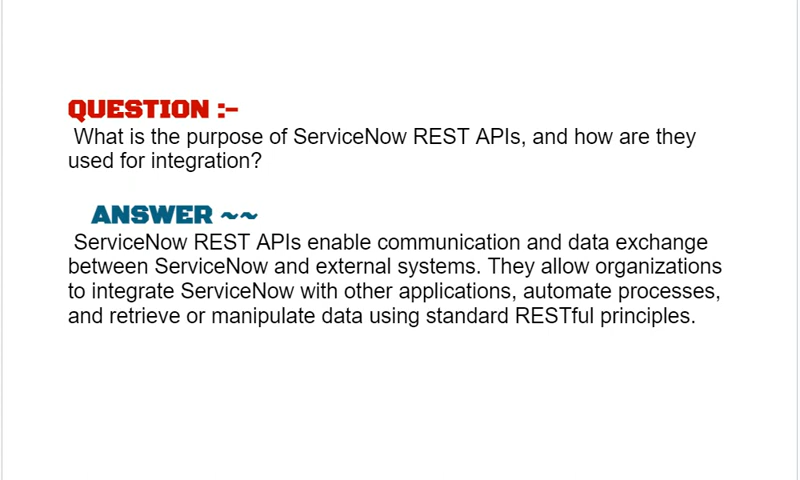 QUESTION :-
What is the purpose of ServiceNow REST APIs, and how are they
used for integration?
ANSWER ~~
ServiceNow REST APIs enable communication and data exchange
between ServiceNow and external systems. They allow organizations
to integrate ServiceNow with other applications, automate processes,
and retrieve or manipulate data using standard RESTful principles.